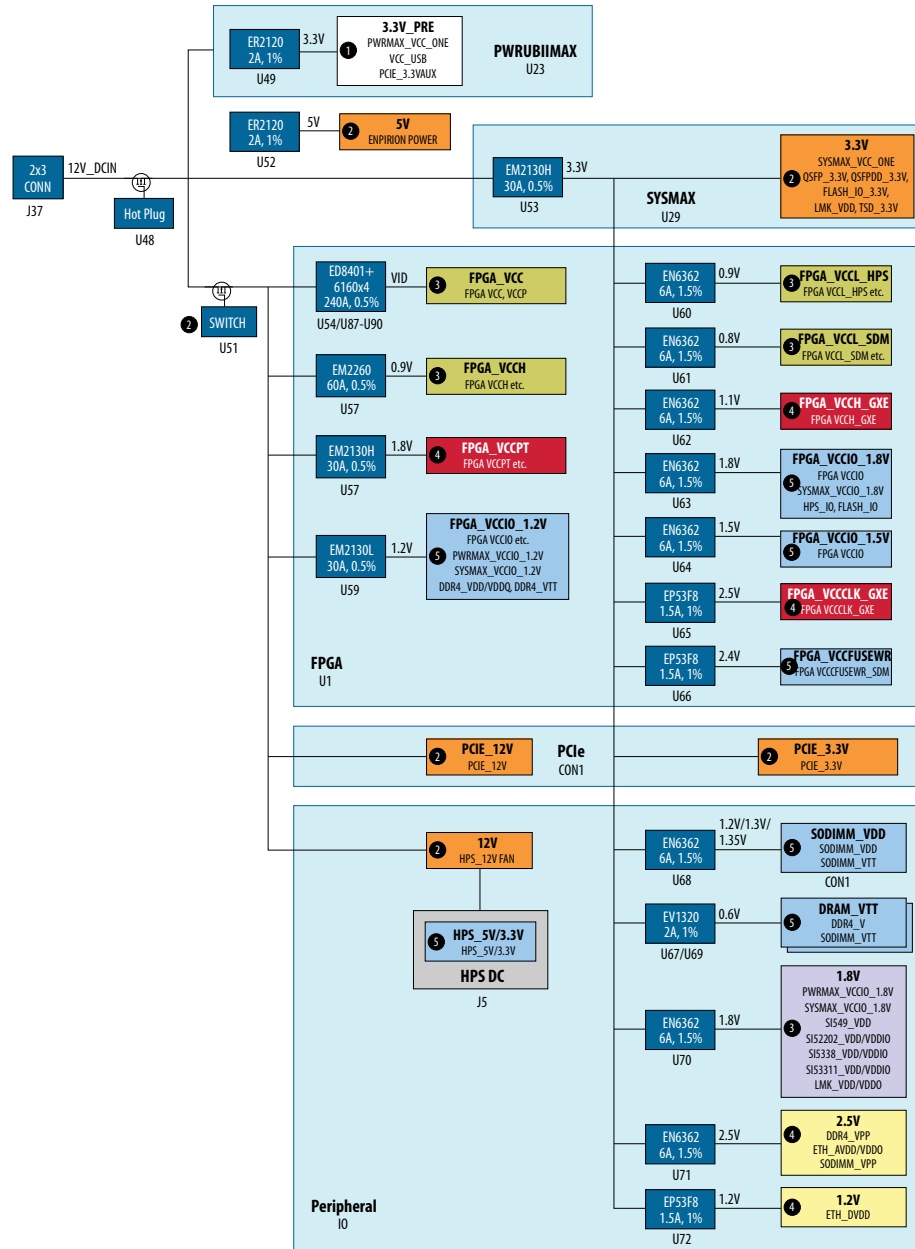 ER2120
2A, 1%
U49
3.3V
1
3.3V_PRE
PWRMAX_VCC_ONE
VCC_USB
PCIE_3.3VAUX
PWRUBIIMAX
U23
ER2120
2A, 1%
U52
5V
2
5V
ENPIRION POWER
2x3
CONN
J37
12V_DCIN
Hot Plug
U48
EM2130H
30A, 0.5%
U53
3.3V
SYSMAX
U29
2
3.3V
SYSMAX_VCC_ONE
QSFP_3.3V, QSFPDD_3.3V,
FLASH_IO_3.3V,
LMK_VDD, TSD_3.3V
2
SWITCH
U51
ED8401+
6160x4
240A, 0.5%
U54/U87-U90
VID
3
FPGA_VCC
FPGA VCC, VCCP
EM2260
60A, 0.5%
U57
0.9V
3
FPGA_VCCH
FPGA VCCH etc.
EM2130H
30A, 0.5%
U57
1.8V
4
FPGA_VCCPT
FPGA VCCPT etc.
EM2130L
30A, 0.5%
U59
1.2V
5
FPGA_VCCIO_1.2V
FPGA VCCIO etc.
PWRMAX_VCCIO_1.2V
SYSMAX_VCCIO_1.2V
DDR4_VDD/VDDQ, DDR4_VTT
FPGA
U1
EN6362
6A, 1.5%
U60
0.9V
3
FPGA_VCCL_HPS
FPGA VCCL_HPS etc.
EN6362
6A, 1.5%
U61
0.8V
3
FPGA_VCCL_SDM
FPGA VCCL_SDM etc.
EN6362
6A, 1.5%
U62
1.1V
4
FPGA_VCCH_GXE
FPGA VCCH_GXE
EN6362
6A, 1.5%
U63
1.8V
5
FPGA_VCCIO_1.8V
FPGA VCCIO
SYSMAX_VCCIO_1.8V
HPS_IO, FLASH_IO
EN6362
6A, 1.5%
U64
1.5V
5
FPGA_VCCIO_1.5V
FPGA VCCIO
EP53F8
1.5A, 1%
U65
2.5V
4
FPGA_VCCCLK_GXE
FPGA VCCCLK_GXE
EP53F8
1.5A, 1%
U66
2.4V
5
FPGA_VCCFUSEWR
FPGA VCCCFUSEWR_SDM
2
PCIE_12V
PCIE_12V
PCIe
CON1
2
PCIE_3.3V
PCIE_3.3V
2
12V
HPS_12V FAN
5
HPS_5V/3.3V
HPS_5V/3.3V
HPS DC
J5
EN6362
6A, 1.5%
U68
1.2V/1.3V/
1.35V
5
SODIMM_VDD
SODIMM_VDD
SODIMM_VTT
CON1
EV1320
2A, 1%
U67/U69
0.6V
5
DRAM_VTT
DDR4_V
SODIMM_VTT
EN6362
6A, 1.5%
U70
1.8V
3
1.8V
PWRMAX_VCCIO_1.8V
SYSMAX_VCCIO_1.8V
SI549_VDD
SI52202_VDD/VDDIO
SI5338_VDD/VDDIO
SI53311_VDD/VDDIO
LMK_VDD/VDDO
EN6362
6A, 1.5%
U71
2.5V
4
2.5V
DDR4_VPP
ETH_AVDD/VDDO
SODIMM_VPP
EP53F8
1.5A, 1%
U72
1.2V
4
1.2V
ETH_DVDD
Peripheral
IO